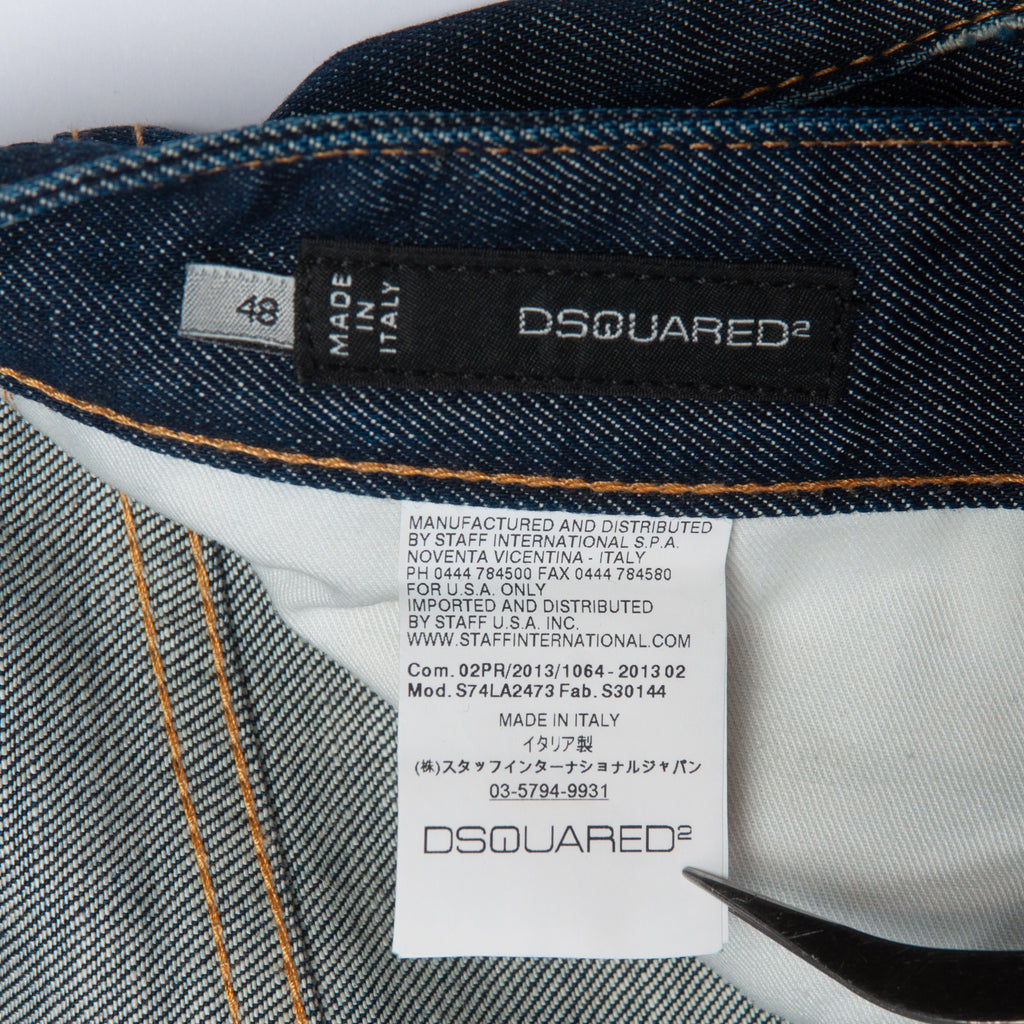 48
MADE
IN
ITALY
DSQUARED²
MANUFACTURED AND DISTRIBUTED
BY STAFF INTERNATIONAL S.P.A.
NOVENTA VICENTINA - ITALY
PH 0444 784500 FAX 0444 784580
FOR U.S.A. ONLY
IMPORTED AND DISTRIBUTED
BY STAFF U.S.A. INC.
WWW.STAFFINTERNATIONAL.COM
Com. 02PR/2013/1064 - 2013 02
Mod. S74LA2473 Fab. S30144
MADE IN ITALY
イタリア製
(株)スタッフインターナショナルジャパン
03-5794-9931
DSQUARED²